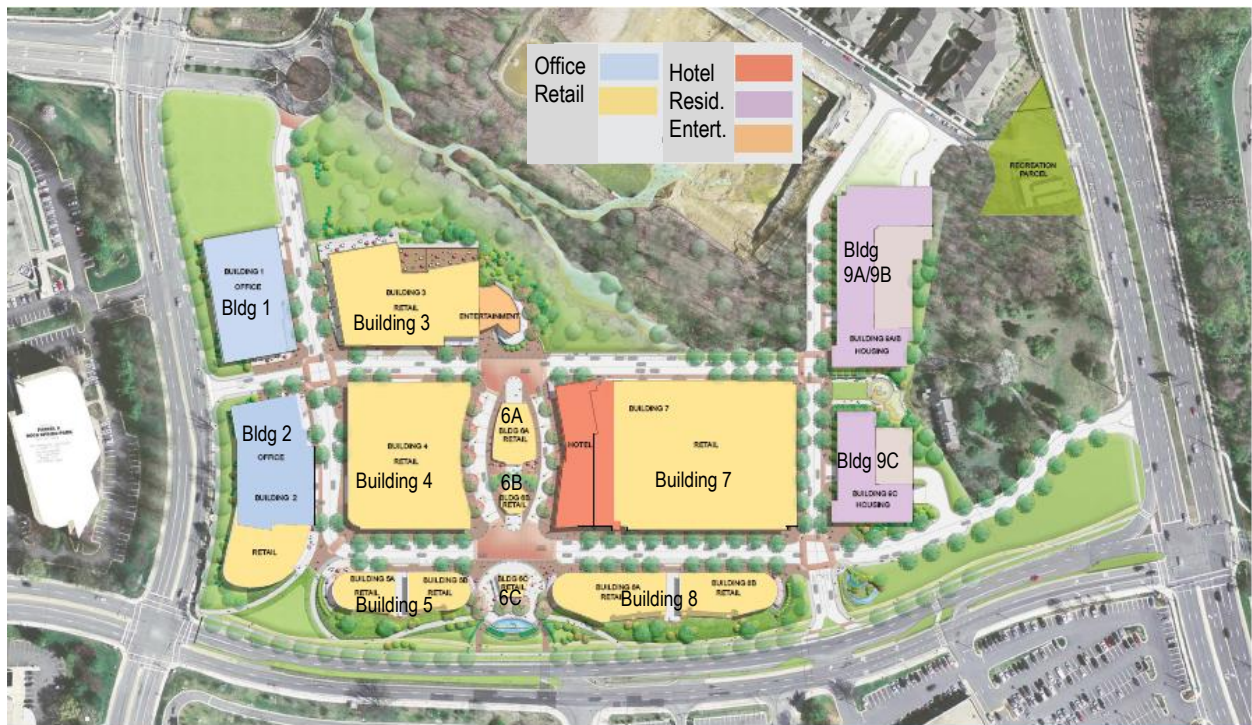 Office
Retail
Hotel
Resid.
Entert.
RECREATION
PARCEL
BUILDING 1
OFFICE
Bldg 1
BUILDING 3
RETAIL
Building 3
ENTERTAINMENT
Bldg
9A/9B
BUILDING 9A/B
HOUSING
Bldg 2
OFFICE
BUILDING 2
RETAIL
BUILDING 4
RETAIL
Building 4
6A
BLDG 6A
RETAIL
6B
BLDG 6B
RETAIL
HOTEL
BUILDING 7
RETAIL
Building 7
Bldg 9C
BUILDING 9C
HOUSING
BUILDING 5A
RETAIL
BUILDING 5B
RETAIL
Building 5
BLDG 6C
RETAIL
6C
BUILDING 8A
RETAIL
BUILDING 8B
RETAIL
Building 8